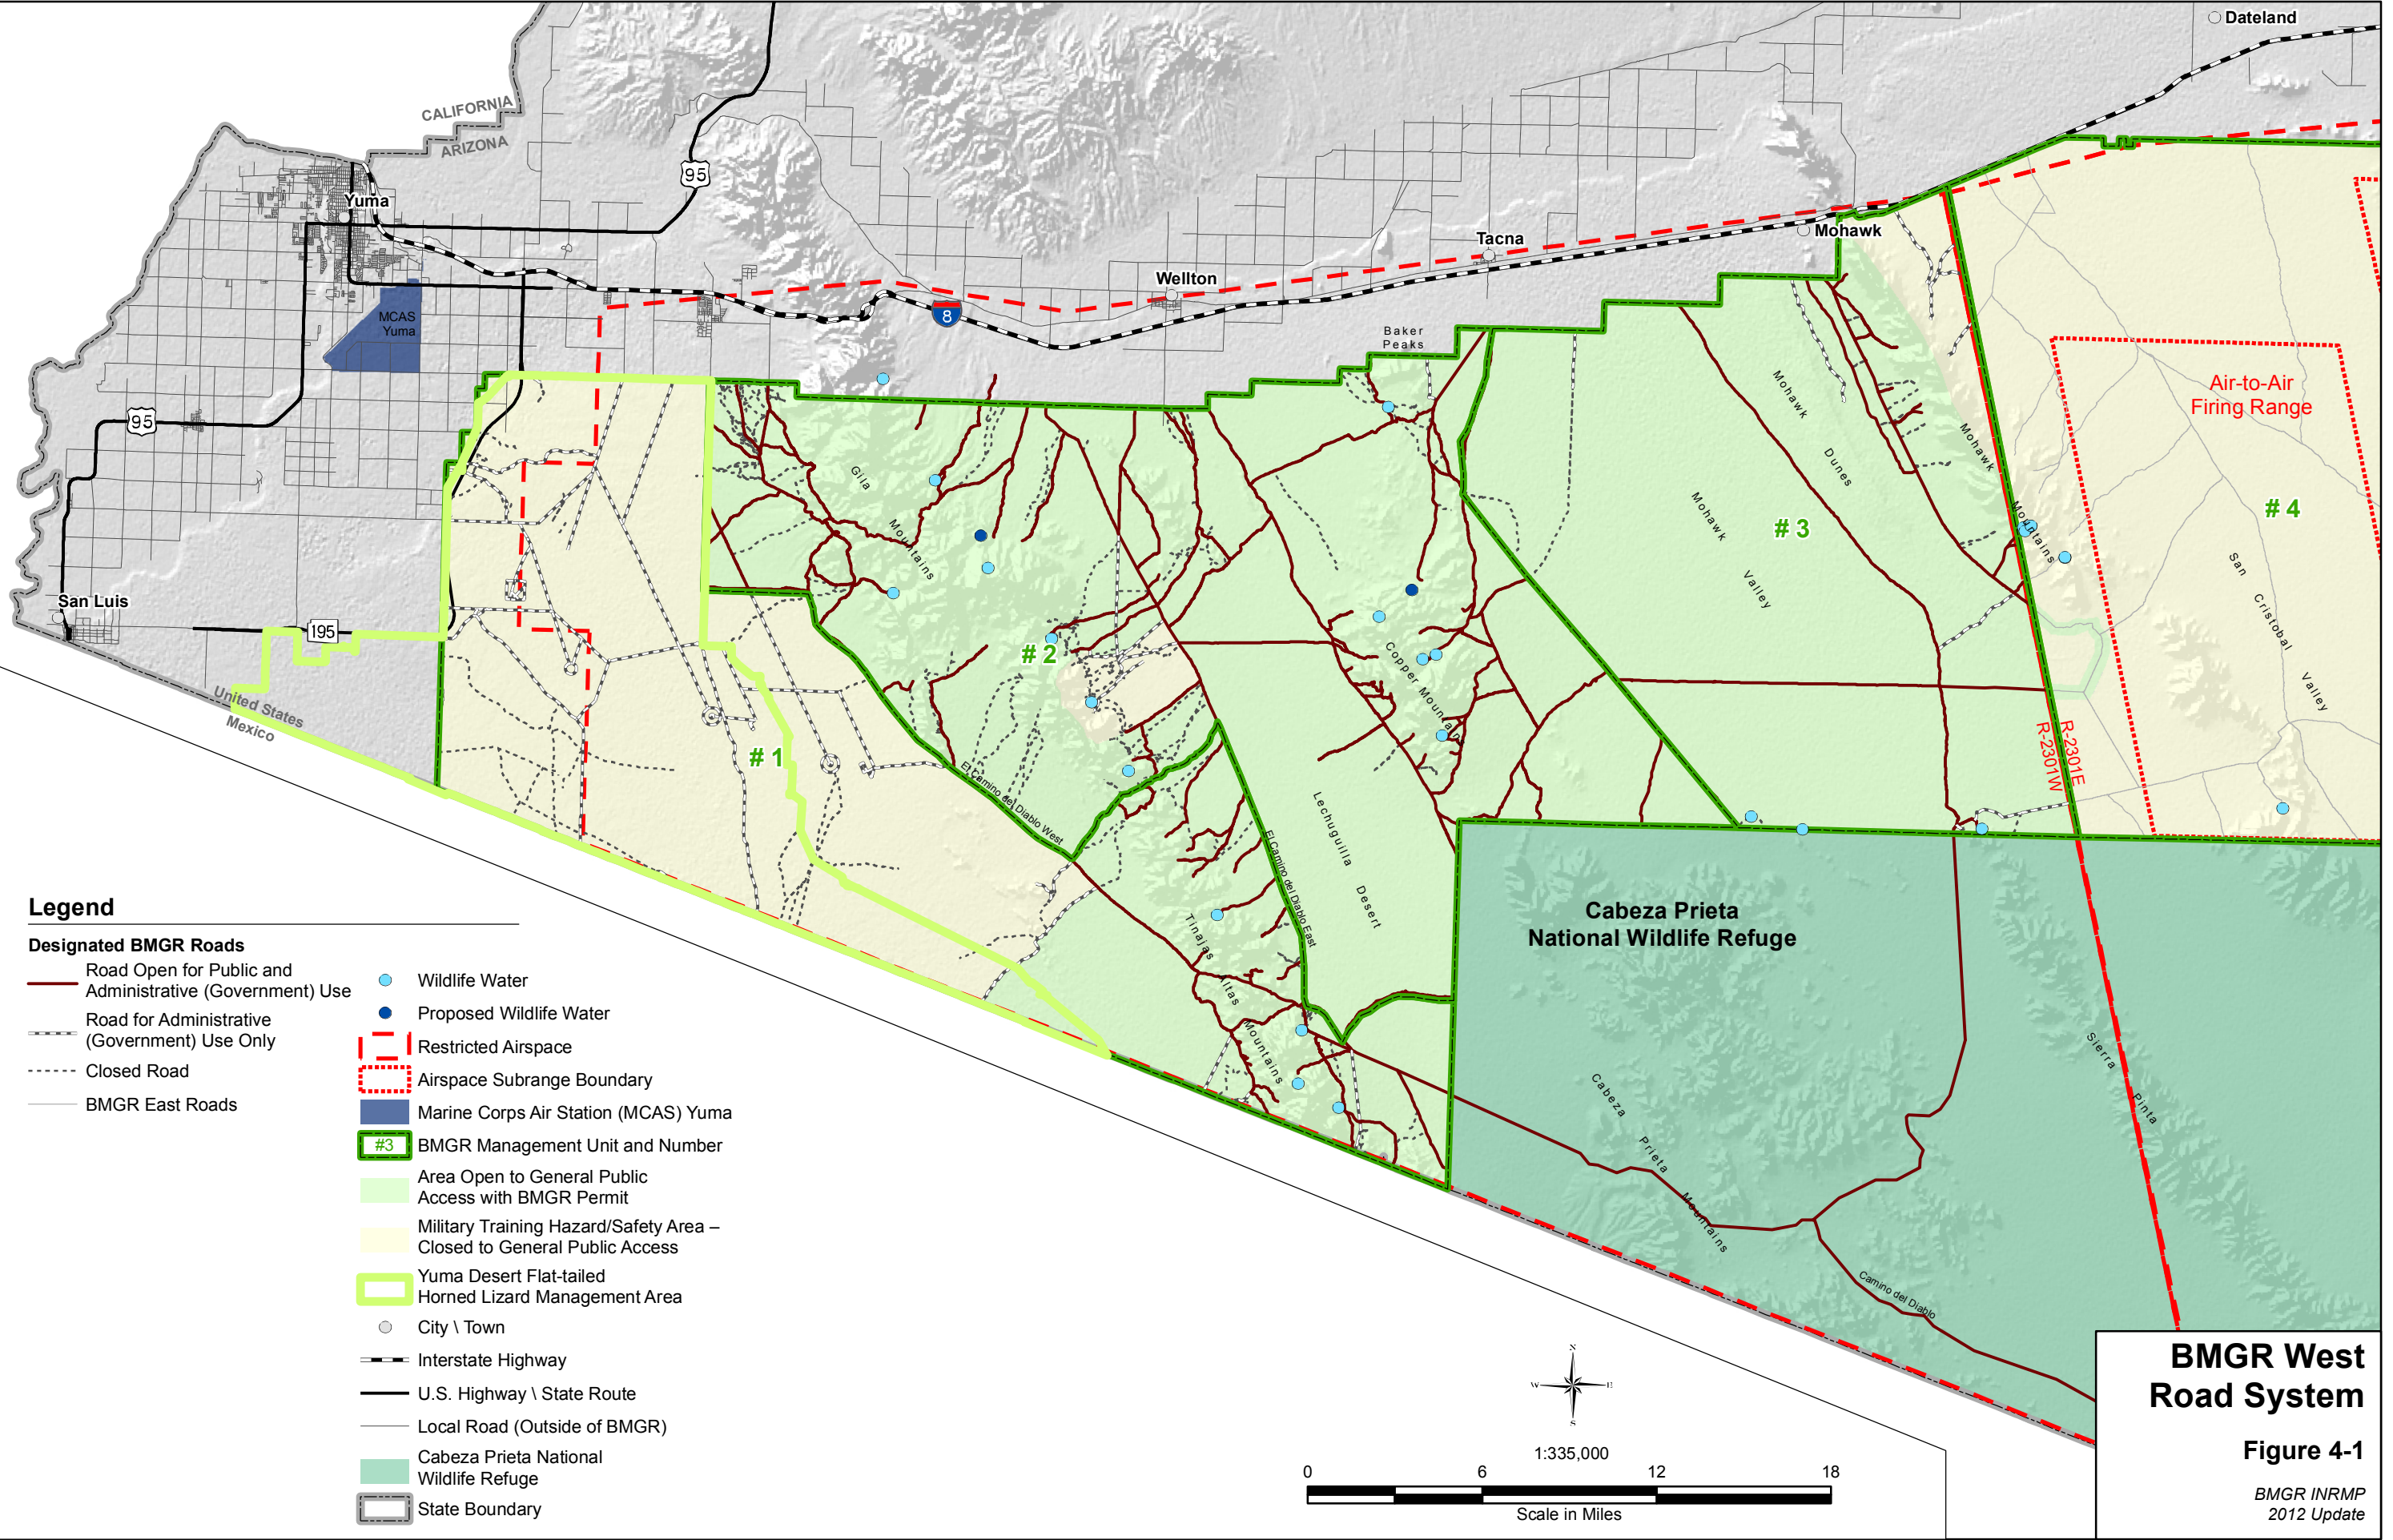 Dateland
CALIFORNIA
ARIZONA
95
Yuma
Tacna
Mohawk
Wellton
8
MCAS
Yuma
Baker
Peaks
Air-to-Air
Firing Range
95
Gila
Mountains
Mohawk
Dunes
Mohawk
Mountains
Mohawk
Valley
# 3
# 4
San
Cristobal
Valley
San Luis
195
# 2
Copper Mountains
United States
Mexico
# 1
R-2301E
R-2301W
El Camino del Diablo West
El Camino del Diablo East
Lechuguilla
Desert
Tinajas
Altas
Mountains
Cabeza Prieta
National Wildlife Refuge
Cabeza
Prieta
Mountains
Sierra
Pinta
Camino del Diablo
Legend
Designated BMGR Roads
Road Open for Public and
Administrative (Government) Use
Road for Administrative
(Government) Use Only
Closed Road
BMGR East Roads
Wildlife Water
Proposed Wildlife Water
Restricted Airspace
Airspace Subrange Boundary
Marine Corps Air Station (MCAS) Yuma
#3
BMGR Management Unit and Number
Area Open to General Public
Access with BMGR Permit
Military Training Hazard/Safety Area –
Closed to General Public Access
Yuma Desert Flat-tailed
Horned Lizard Management Area
City \ Town
Interstate Highway
U.S. Highway \ State Route
Local Road (Outside of BMGR)
Cabeza Prieta National
Wildlife Refuge
State Boundary
N
W
E
S
1:335,000
0 6 12 18
Scale in Miles
BMGR West
Road System
Figure 4-1
BMGR INRMP
2012 Update